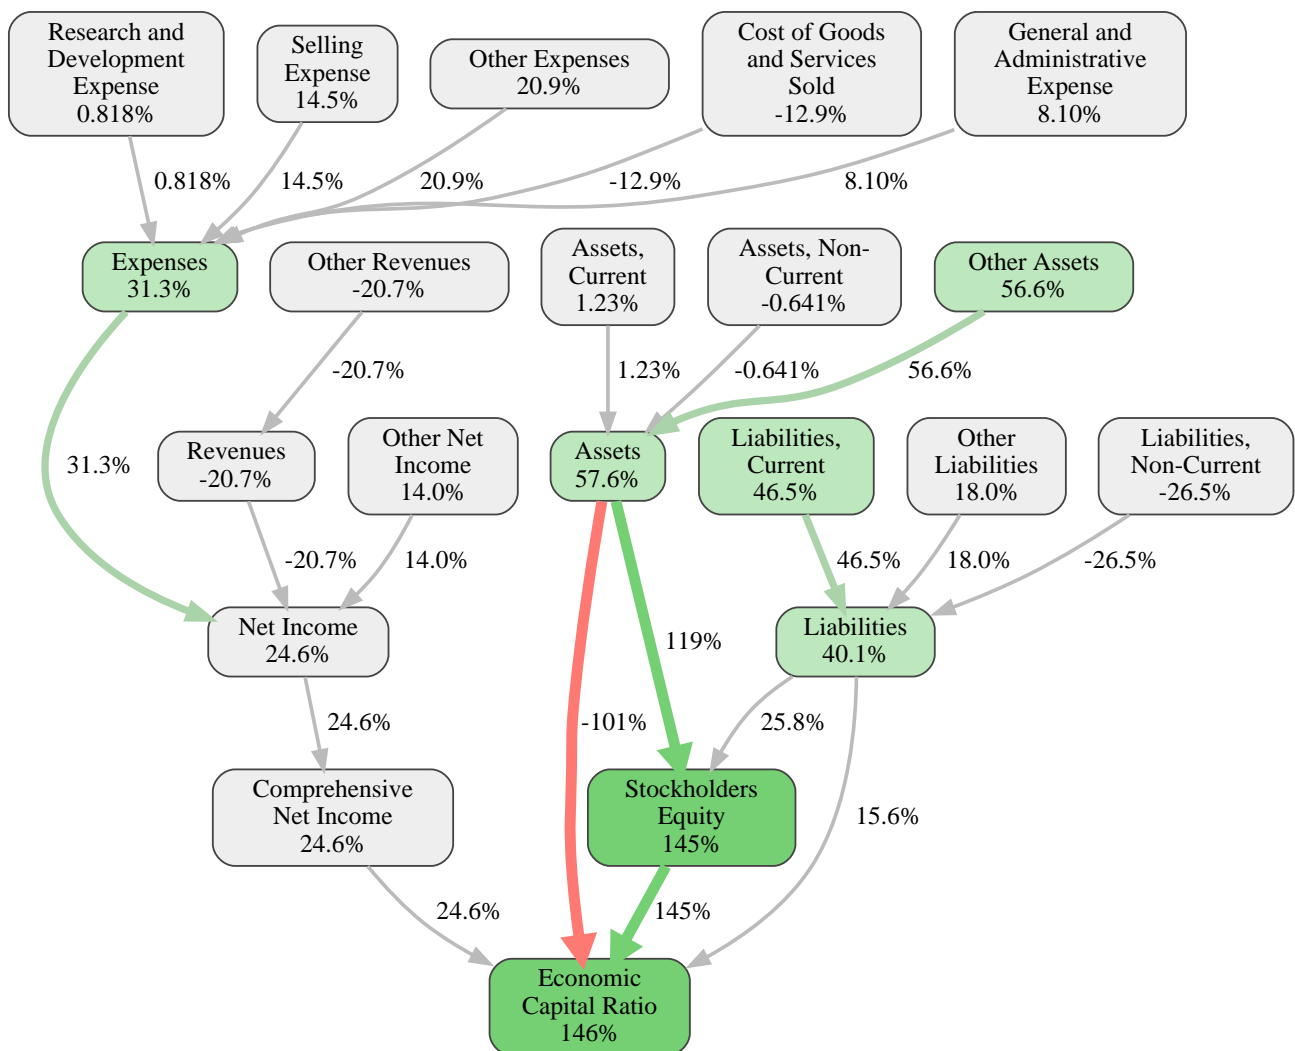 Research and
Development
Expense
0.818%
Selling
Expense
14.5%
Other Expenses
20.9%
Cost of Goods
and Services
Sold
-12.9%
General and
Administrative
Expense
8.10%
0.818%
14.5%
20.9%
-12.9%
8.10%
Expenses
31.3%
Other Revenues
-20.7%
Assets,
Current
1.23%
Assets, Non-
Current
-0.641%
Other Assets
56.6%
-20.7%
1.23%
-0.641%
56.6%
31.3%
Revenues
-20.7%
Other Net
Income
14.0%
Assets
57.6%
Liabilities,
Current
46.5%
Other
Liabilities
18.0%
Liabilities,
Non-Current
-26.5%
-20.7%
14.0%
46.5%
18.0%
-26.5%
Net Income
24.6%
119%
Liabilities
40.1%
24.6%
-101%
25.8%
Comprehensive
Net Income
24.6%
Stockholders
Equity
145%
15.6%
24.6%
145%
Economic
Capital Ratio
146%